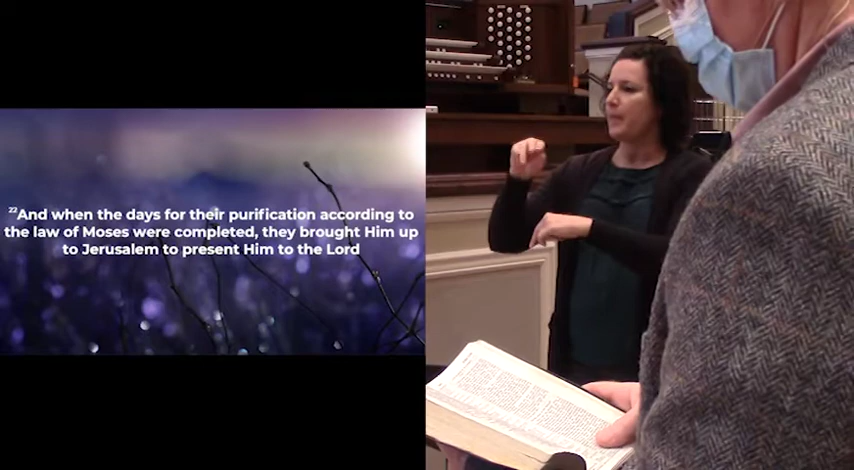 ²²And when the days for their purification according to
the law of Moses were completed, they brought Him up
to Jerusalem to present Him to the Lord